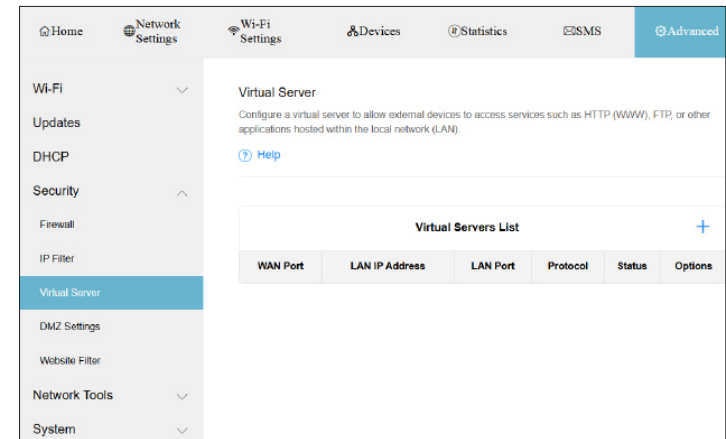 Home
Network Settings
Wi-Fi Settings
Devices
Statistics
SMS
Advanced
Wi-Fi
Updates
DHCP
Security
Firewall
IP Filter
Virtual Server
DMZ Settings
Website Filter
Network Tools
System
Virtual Server
Configure a virtual server to allow external devices to access services such as HTTP (WWW), FTP, or other
applications hosted within the local network (LAN).
? Help
Virtual Servers List +
WAN Port LAN IP Address LAN Port Protocol Status Options